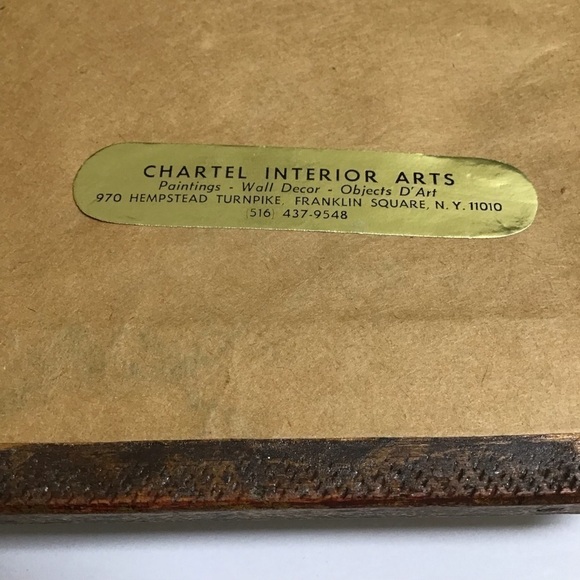 CHARTEL INTERIOR ARTS
Paintings - Wall Decor - Objects D'Art
970 HEMPSTEAD TURNPIKE, FRANKLIN SQUARE, N. Y. 11010
(516) 437-9548